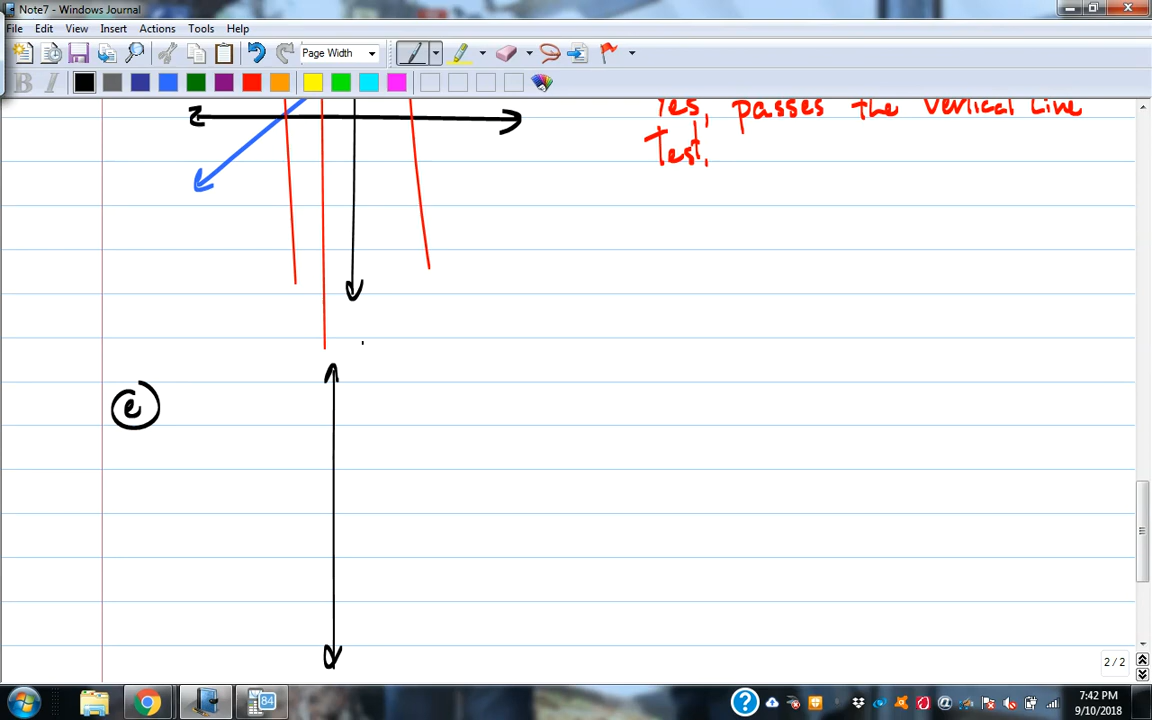 Note7 - Windows Journal
File Edit View Insert Actions Tools Help
Page Width
B I
Yes, passes the vertical line
Test.
e
2 / 2
84
7:42 PM
9/10/2018